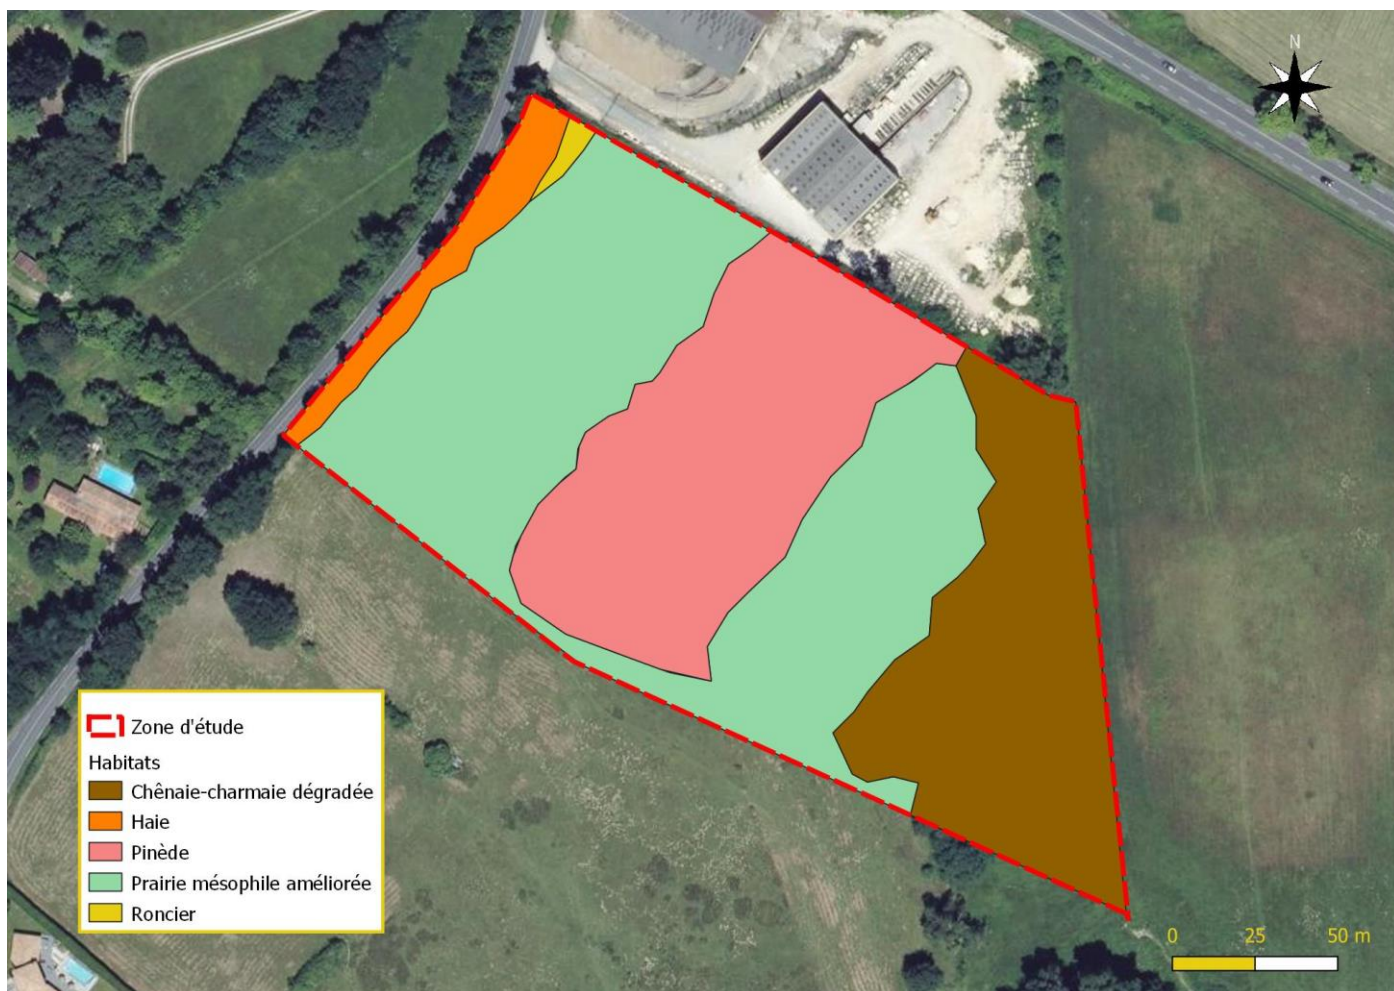 N
Zone d'étude
Habitats
Chênaie-charmaie dégradée
Haie
Pinède
Prairie mésophile améliorée
Roncier
0 25 50 m